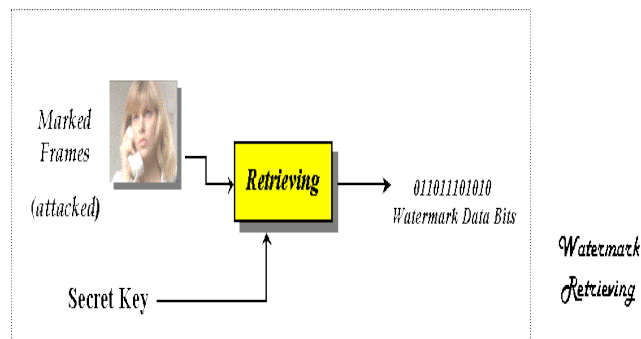 Marked
Frames
(attacked)
Retrieving
011011101010
Watermark Data Bits
Secret Key
Watermark
Retrieving